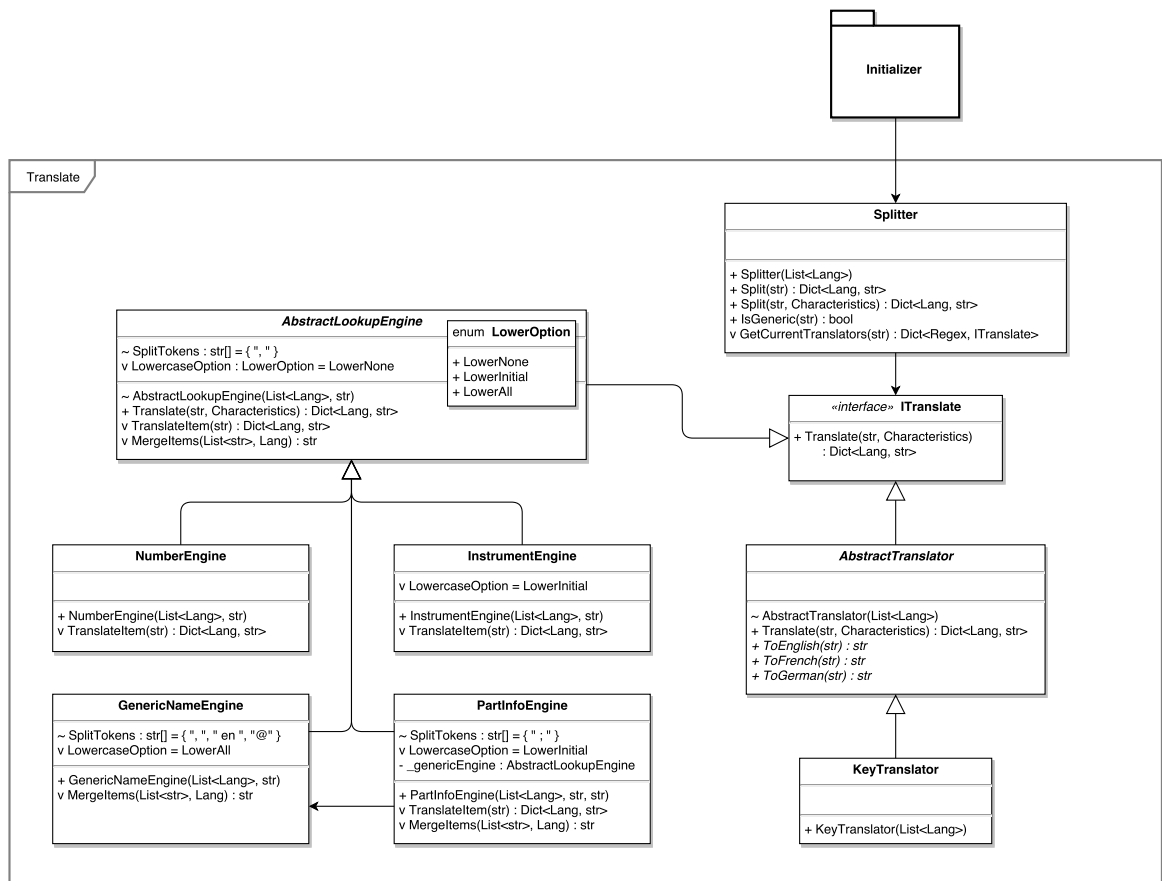 Initializer
Translate
Splitter
+ Splitter(List<Lang>)
+ Split(str) : Dict<Lang, str>
+ Split(str, Characteristics) : Dict<Lang, str>
+ IsGeneric(str) : bool
v GetCurrentTranslators(str) : Dict<Regex, ITranslate>
AbstractLookupEngine
~ SplitTokens : str[] = { ", " }
v LowercaseOption : LowerOption = LowerNone
~ AbstractLookupEngine(List<Lang>, str)
+ Translate(str, Characteristics) : Dict<Lang, str>
v TranslateItem(str) : Dict<Lang, str>
v MergeItems(List<str>, Lang) : str
enum LowerOption
+ LowerNone
+ LowerInitial
+ LowerAll
«interface» ITranslate
+ Translate(str, Characteristics)
: Dict<Lang, str>
NumberEngine
+ NumberEngine(List<Lang>, str)
v TranslateItem(str) : Dict<Lang, str>
InstrumentEngine
v LowercaseOption = LowerInitial
+ InstrumentEngine(List<Lang>, str)
v TranslateItem(str) : Dict<Lang, str>
AbstractTranslator
~ AbstractTranslator(List<Lang>)
+ Translate(str, Characteristics) : Dict<Lang, str>
+ ToEnglish(str) : str
+ ToFrench(str) : str
+ ToGerman(str) : str
GenericNameEngine
~ SplitTokens : str[] = { ", ", " en ", "@" }
v LowercaseOption = LowerAll
+ GenericNameEngine(List<Lang>, str)
v MergeItems(List<str>, Lang) : str
PartInfoEngine
~ SplitTokens : str[] = { " ; " }
v LowercaseOption = LowerInitial
- _genericEngine : AbstractLookupEngine
+ PartInfoEngine(List<Lang>, str, str)
v TranslateItem(str) : Dict<Lang, str>
v MergeItems(List<str>, Lang) : str
KeyTranslator
+ KeyTranslator(List<Lang>)